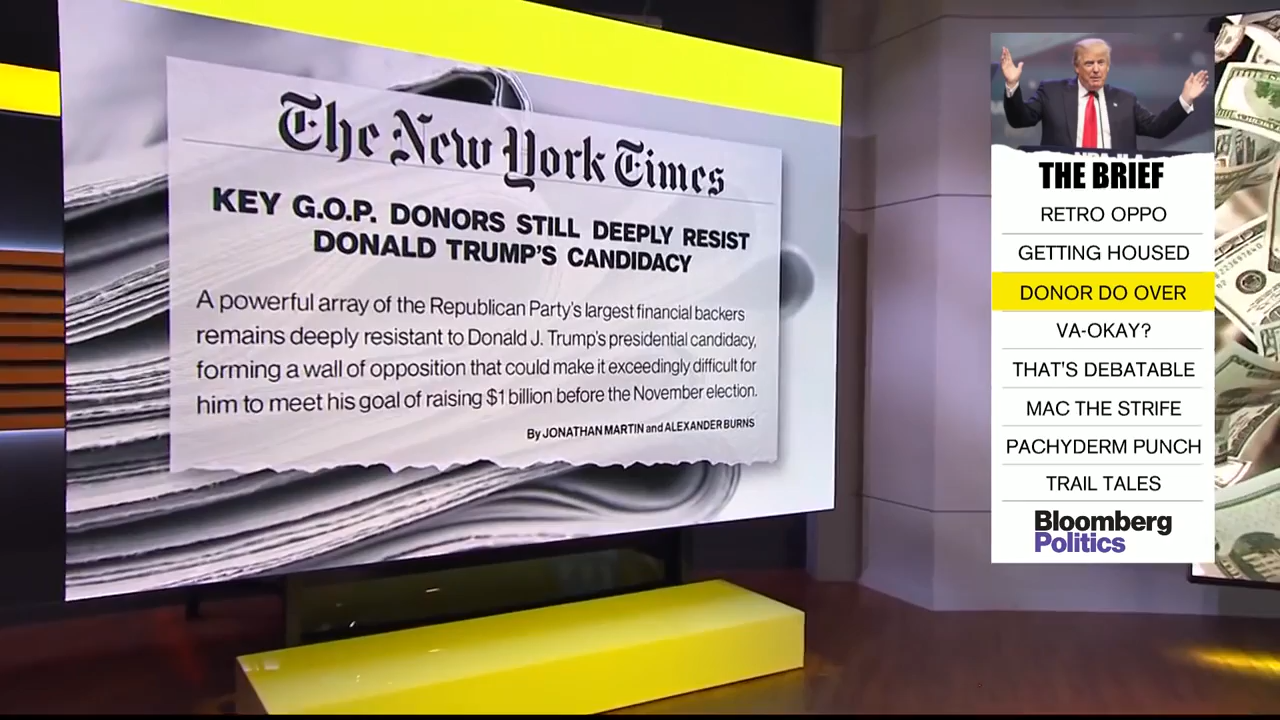 The New York Times
KEY G.O.P. DONORS STILL DEEPLY RESIST
DONALD TRUMP'S CANDIDACY
A powerful array of the Republican Party's largest financial backers
remains deeply resistant to Donald J. Trump's presidential candidacy,
forming a wall of opposition that could make it exceedingly difficult for
him to meet his goal of raising $1 billion before the November election.
By JONATHAN MARTIN and ALEXANDER BURNS
THE BRIEF
RETRO OPPO
GETTING HOUSED
DONOR DO OVER
VA-OKAY?
THAT'S DEBATABLE
MAC THE STRIFE
PACHYDERM PUNCH
TRAIL TALES
Bloomberg
Politics